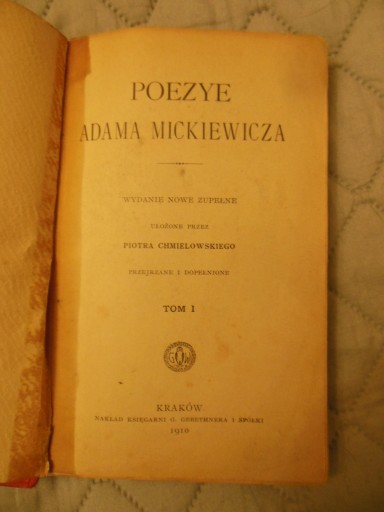 POEZYE
ADAMA MICKIEWICZA
WYDANIE NOWE ZUPEŁNE
UŁOŻONE PRZEZ
PIOTRA CHMIELOWSKIEGO
PRZEJRZANE I DOPEŁNIONE
TOM I
KRAKÓW.
NAKŁAD KSIĘGARNI G. GEBETHNERA I SPÓŁKI
1910